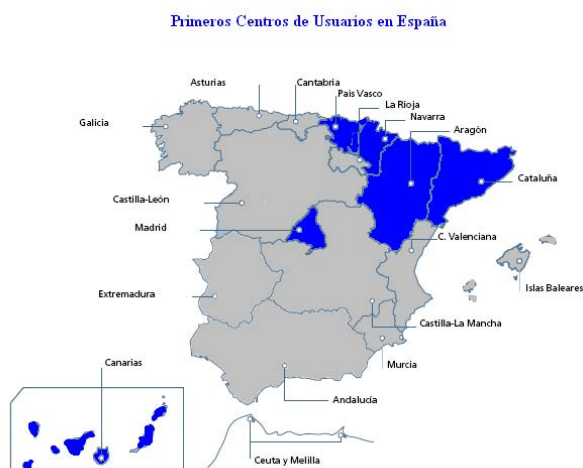 Primeros Centros de Usuarios en España
Asturias
Cantabria
País Vasco
La Rioja
Navarra
Galicia
Aragón
Cataluña
Castilla-León
Madrid
C. Valenciana
Islas Baleares
Extremadura
Castilla-La Mancha
Murcia
Canarias
Andalucía
Ceuta y Melilla